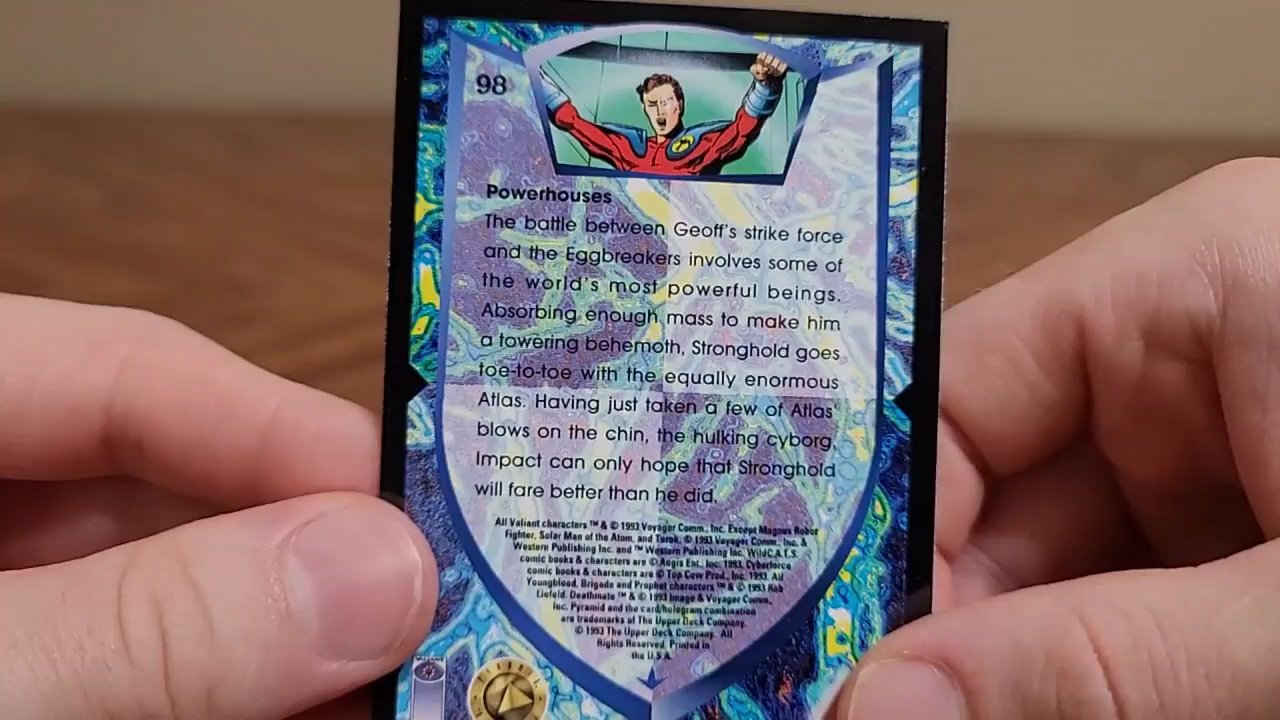 98
Powerhouses
The battle between Geoff's strike force
and the Eggbreakers involves some of
the world's most powerful beings.
Absorbing enough mass to make him
a towering behemoth, Stronghold goes
toe-to-toe with the equally enormous
Atlas. Having just taken a few of Atlas'
blows on the chin, the hulking cyborg,
Impact can only hope that Stronghold
will fare better than he did.
All Valiant characters ™ & © 1993 Voyager Comm., Inc. Except Magnus Robot
Fighter, Solar Man of the Atom, and Turok. © 1993 Voyager Comm., Inc. &
Western Publishing Inc. and ™ Western Publishing Inc. WildC.A.T.S.
comic books & characters are © Aegis Ent., Inc. 1993. Cyberforce
comic books & characters are © Top Cow Prod., Inc. 1993. All
Youngblood, Brigade and Prophet characters ™ & © 1993 Rob
Liefeld. Deathmate ™ & © 1993 Image & Voyager Comm.,
Inc. Pyramid and the card/hologram combination
are trademarks of The Upper Deck Company.
© 1993 The Upper Deck Company. All
Rights Reserved. Printed in
the U.S.A.